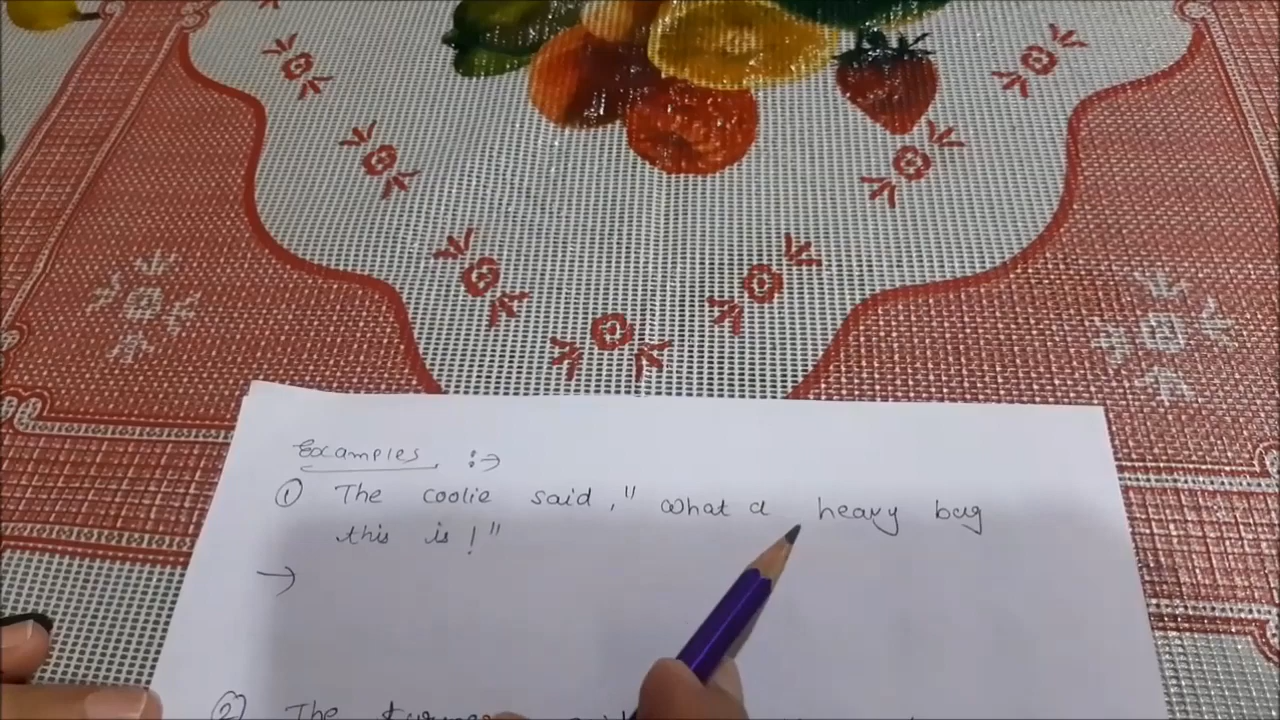 Examples :→
① The coolie said, " What a heavy bag
this is ! "
→
② The